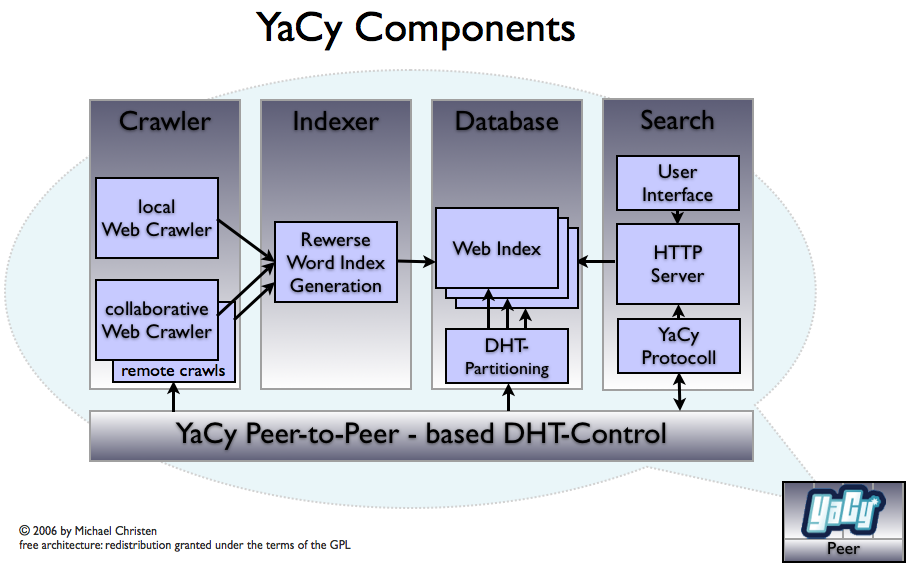 YaCy Components
Crawler
local
Web Crawler
collaborative
Web Crawler
remote crawls
Indexer
Rewerse
Word Index
Generation
Database
Web Index
DHT-
Partitioning
Search
User
Interface
HTTP
Server
YaCy
Protocoll
YaCy Peer-to-Peer - based DHT-Control
YaCy
Peer
© 2006 by Michael Christen
free architecture: redistribution granted under the terms of the GPL